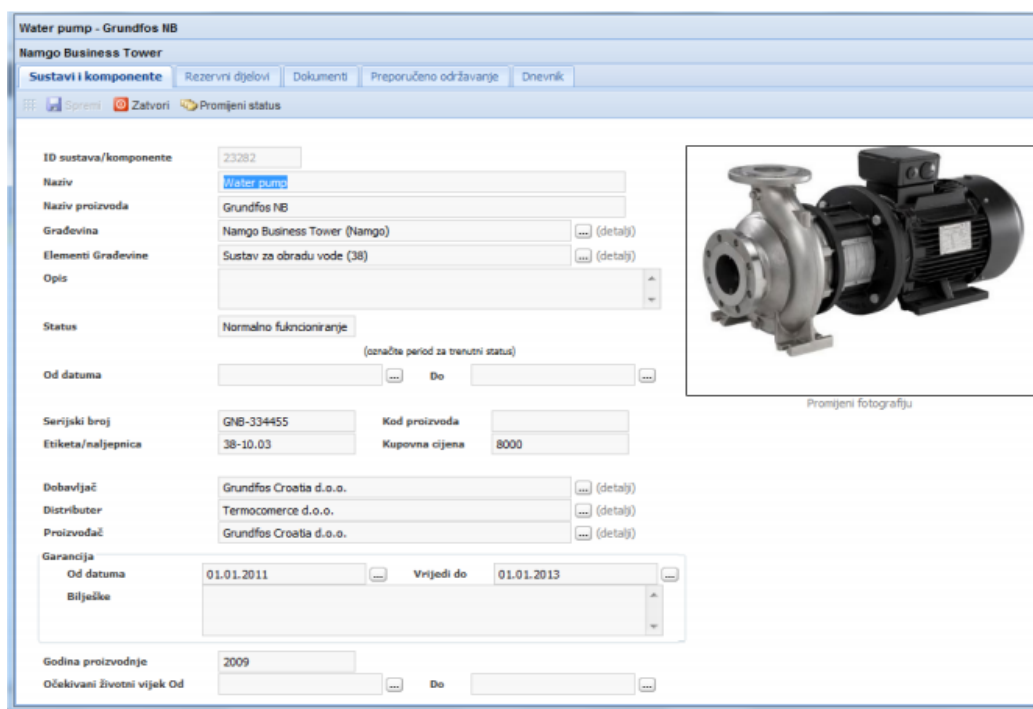 Water pump - Grundfos NB
Namgo Business Tower
Sustavi i komponente Rezervni dijelovi Dokumenti Preporučeno održavanje Dnevnik
Spremi Zatvori Promijeni status
ID sustava/komponente 23282
Naziv Water pump
Naziv proizvoda Grundfos NB
Građevina Namgo Business Tower (Namgo) ... (detalji)
Elementi Građevine Sustav za obradu vode (38) ... (detalji)
Opis
Status Normalno fukncioniranje
(označite period za trenutni status)
Od datuma ... Do ...
Serijski broj GNB-334455 Kod proizvoda
Etiketa/naljepnica 38-10.03 Kupovna cijena 8000
Dobavljač Grundfos Croatia d.o.o. ... (detalji)
Distributer Termocomerce d.o.o. ... (detalji)
Proizvođač Grundfos Croatia d.o.o. ... (detalji)
Garancija
Od datuma 01.01.2011 ... Vrijedi do 01.01.2013 ...
Bilješke
Godina proizvodnje 2009
Očekivani životni vijek Od ... Do ...
Promijeni fotografiju